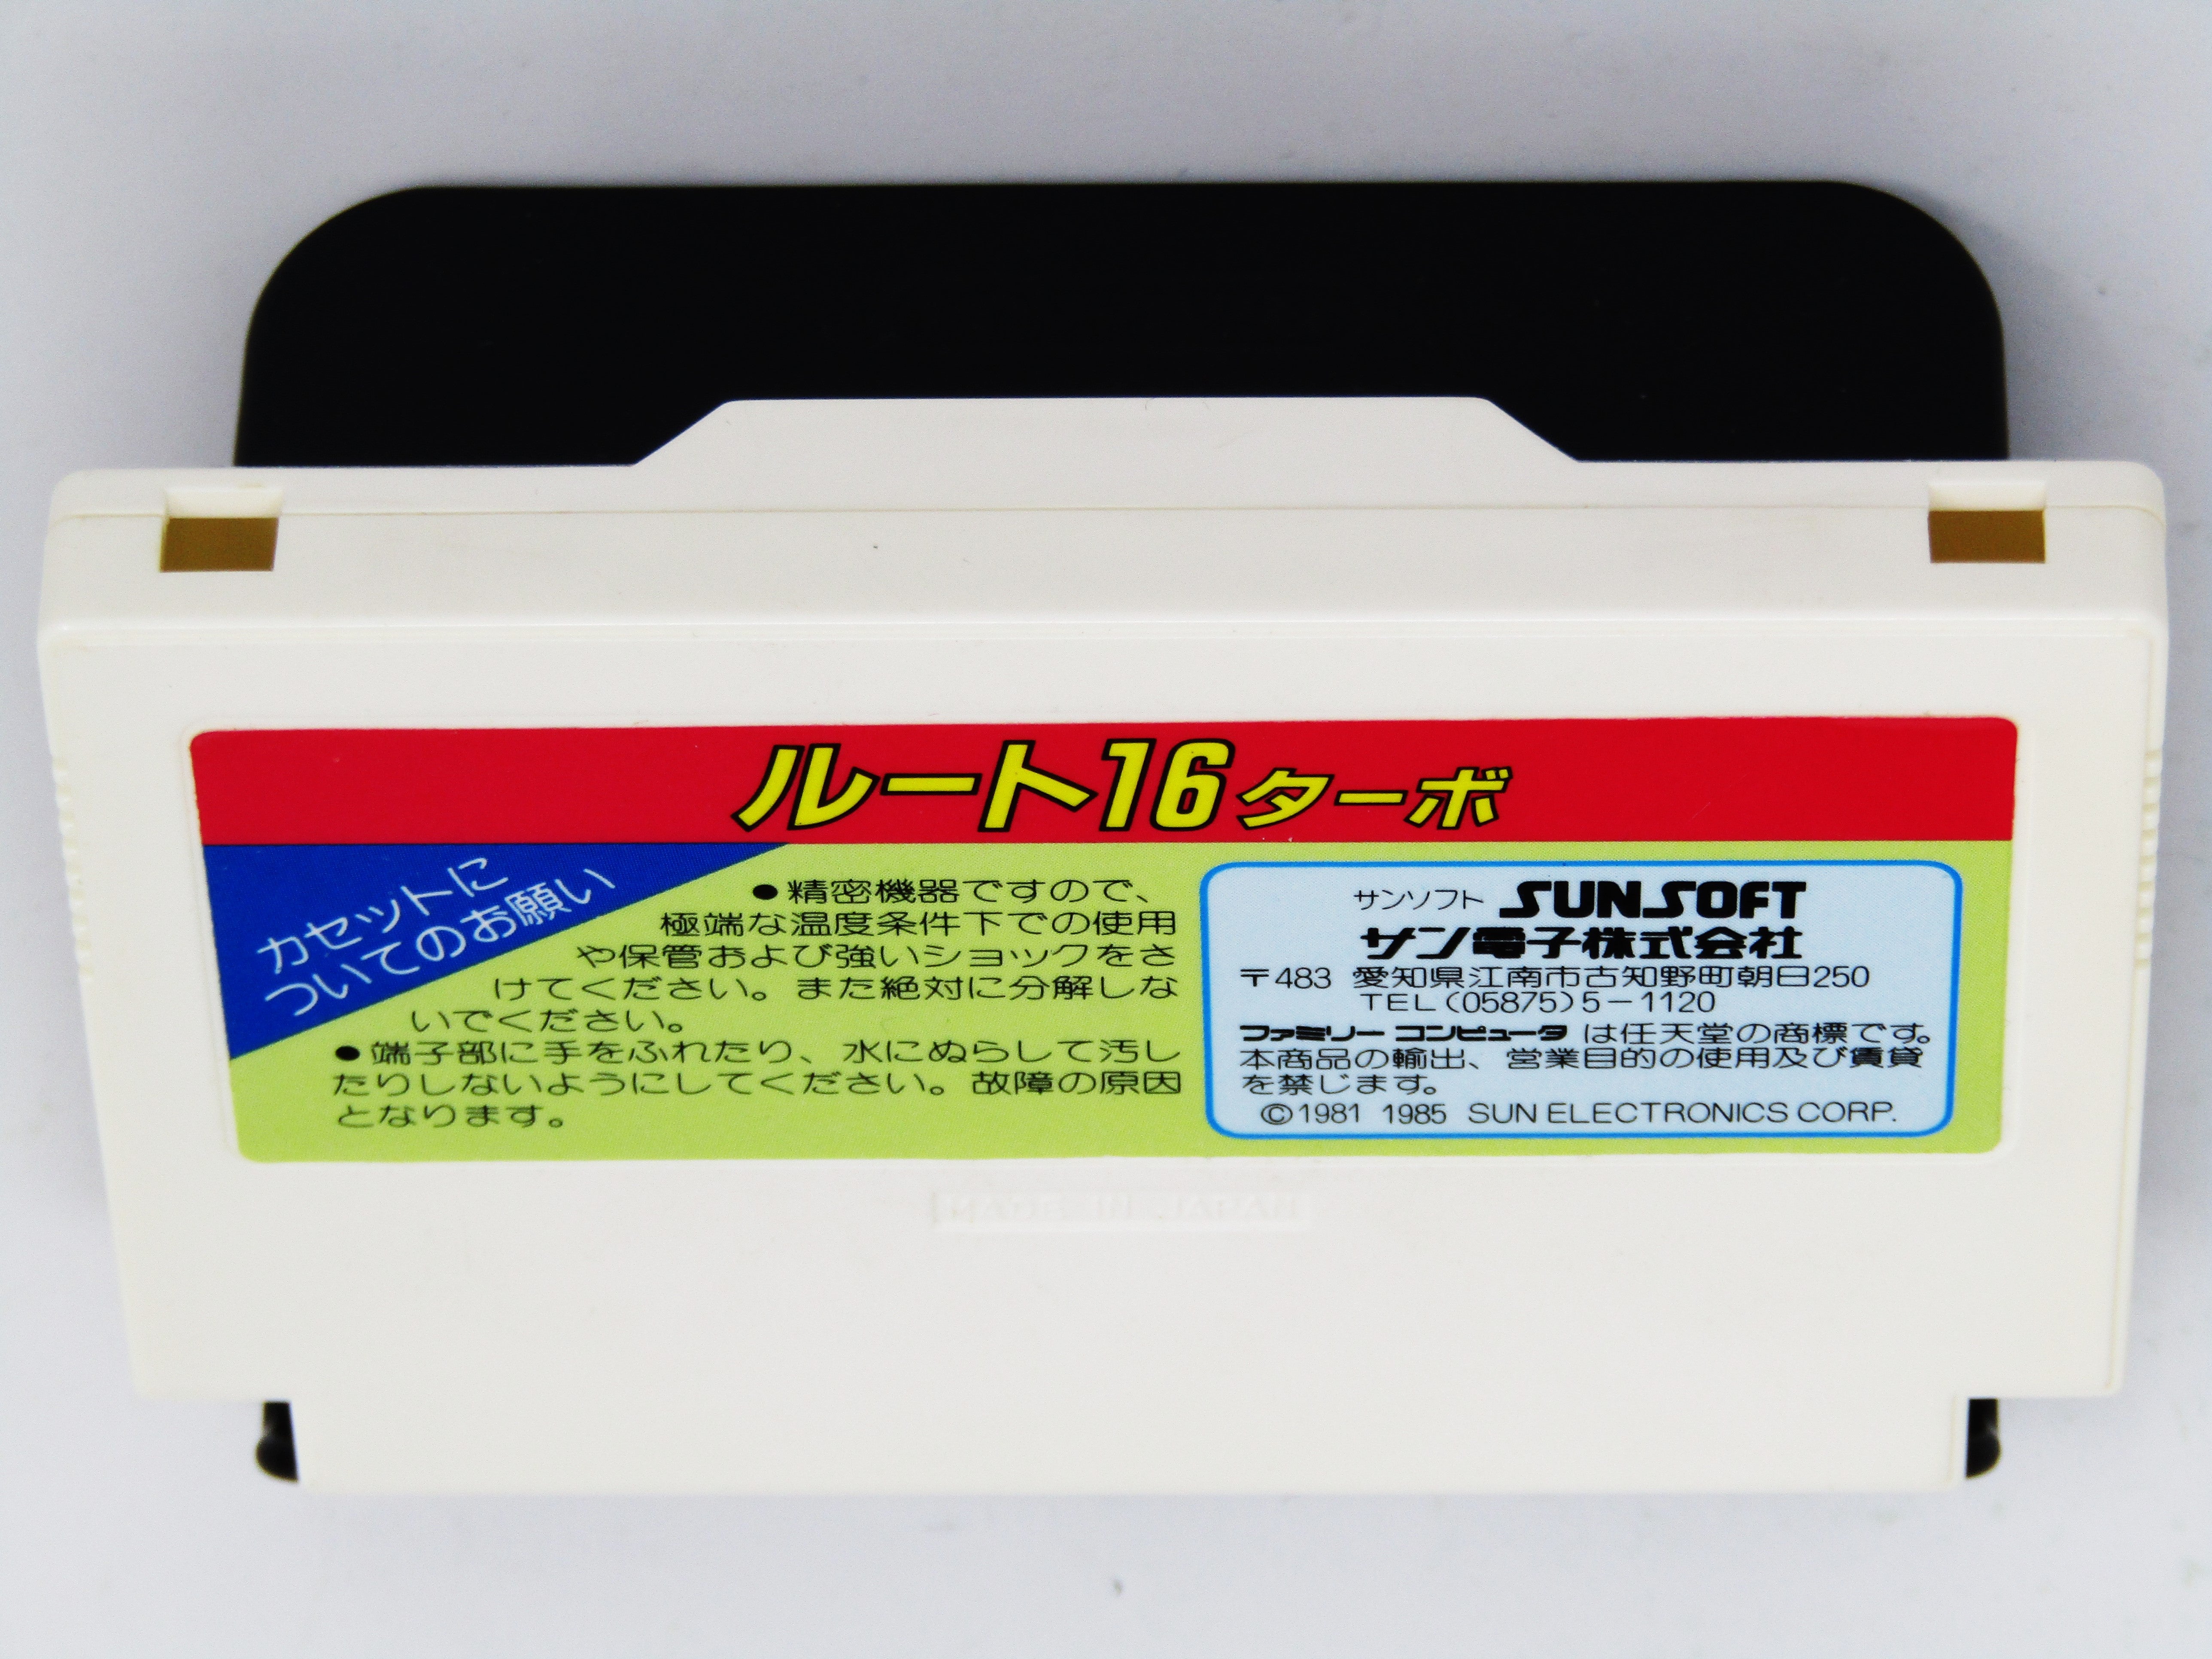 ルート16ターボ
カセットに
ついてのお願い
●精密機器ですので、
極端な温度条件下での使用
や保管および強いショックをさ
けてください。また絶対に分解しな
いでください。
●端子部に手をふれたり、水にぬらして汚し
たりしないようにしてください。故障の原因
となります。
サンソフト SUNSOFT
サン電子株式会社
〒483 愛知県江南市古知野町朝日250
TEL(05875)5-1120
ファミリーコンピュータ は任天堂の商標です。
本商品の輸出、営業目的の使用及び賃貸
を禁じます。
©1981 1985 SUN ELECTRONICS CORP.